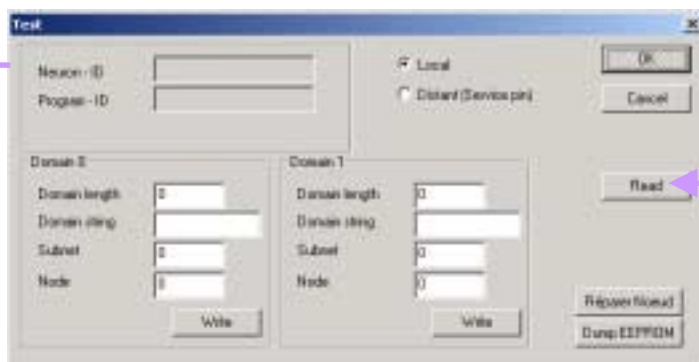 Test
Neuron - ID
Program - ID
Local
Distant (Service pin)
OK
Cancel
Read
Domain 0
Domain length 0
Domain string
Subnet 0
Node 0
Write
Domain 1
Domain length 0
Domain string
Subnet 0
Node 0
Write
Réparer Noeud
Dump EEPROM